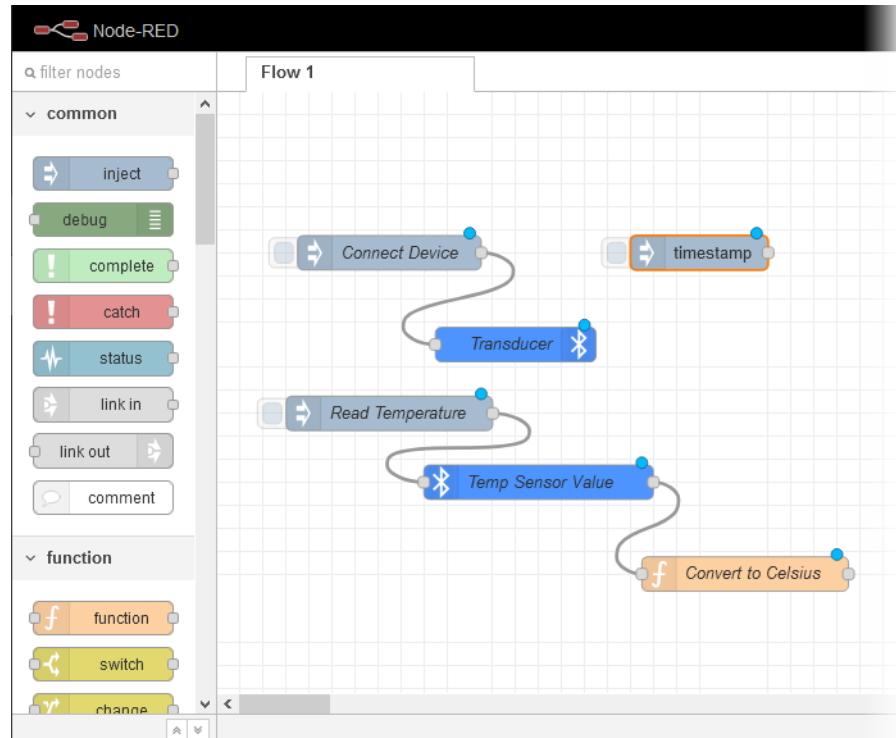 Node-RED
filter nodes
Flow 1
common
inject
debug
complete
catch
status
link in
link out
comment
function
function
switch
change
Connect Device
timestamp
Transducer
Read Temperature
Temp Sensor Value
Convert to Celsius